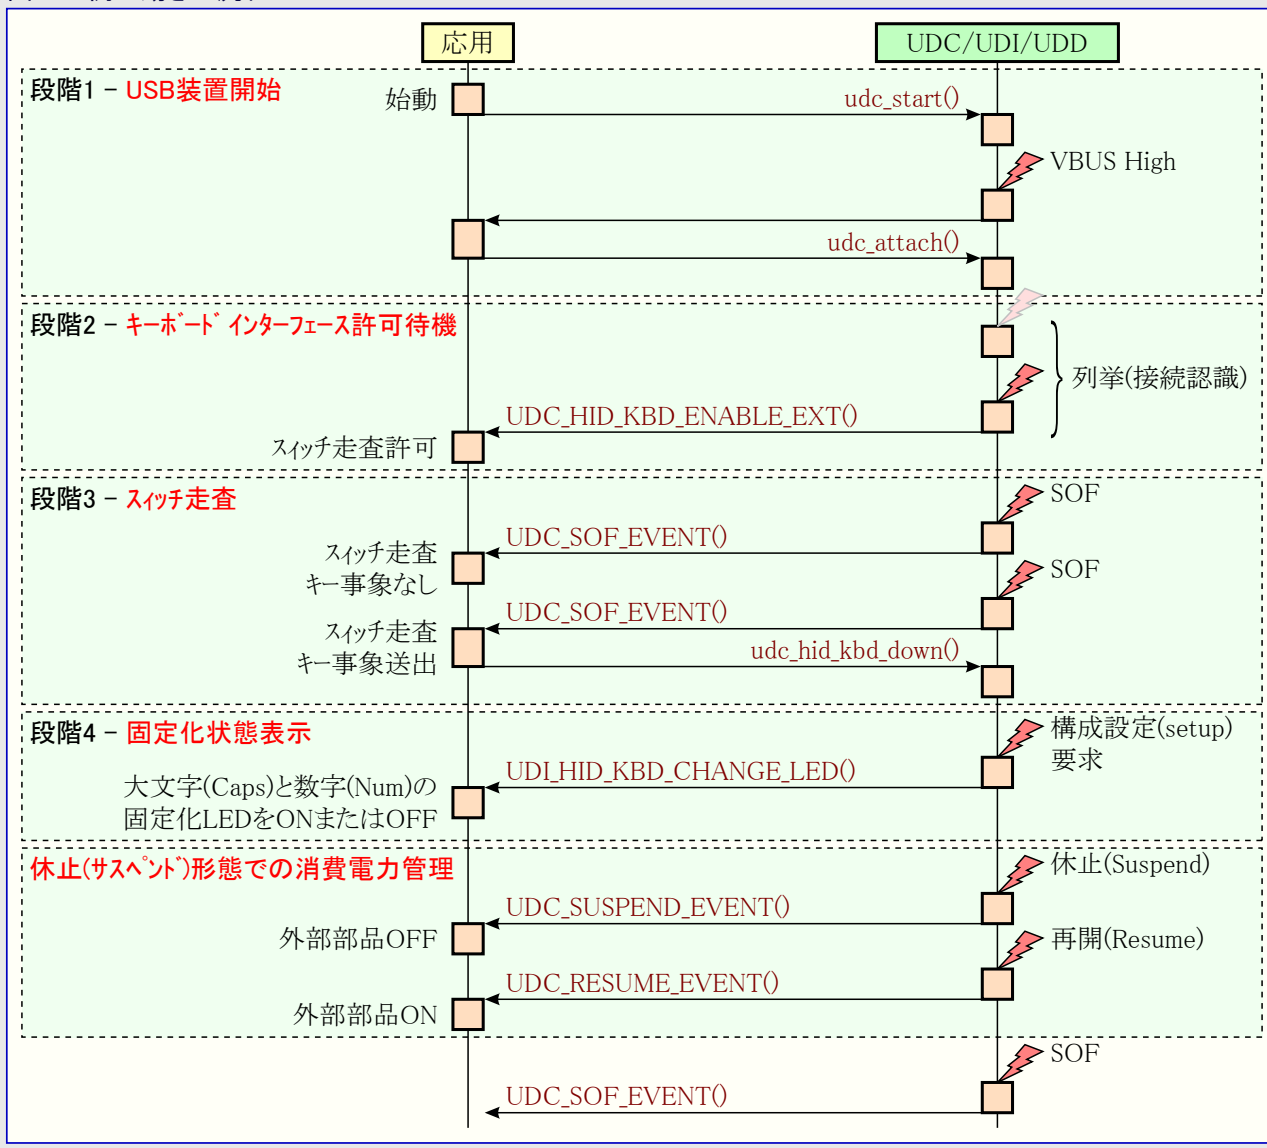 応用
UDC/UDI/UDD
段階1 - USB装置開始
始動
udc_start()
VBUS High
udc_attach()
段階2 - キーボード インターフェース許可待機
列挙(接続認識)
UDC_HID_KBD_ENABLE_EXT()
スイッチ走査許可
段階3 - スイッチ走査
SOF
UDC_SOF_EVENT()
スイッチ走査
キー事象なし
SOF
UDC_SOF_EVENT()
スイッチ走査
キー事象送出
udc_hid_kbd_down()
段階4 - 固定化状態表示
構成設定(setup)
要求
UDI_HID_KBD_CHANGE_LED()
大文字(Caps)と数字(Num)の
固定化LEDをONまたはOFF
休止(サスペンド)形態での消費電力管理
休止(Suspend)
UDC_SUSPEND_EVENT()
外部部品OFF
再開(Resume)
UDC_RESUME_EVENT()
外部部品ON
SOF
UDC_SOF_EVENT()